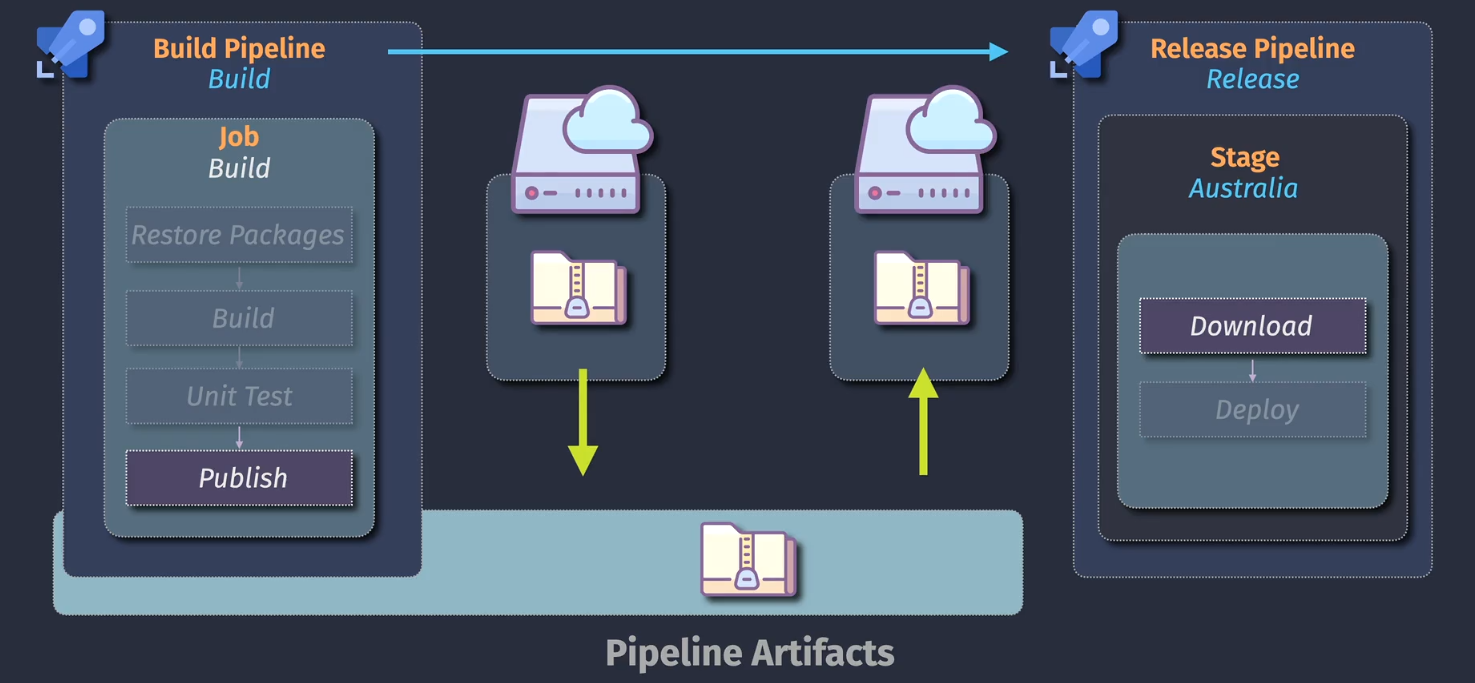 Build Pipeline
Build
Job
Build
Restore Packages
Build
Unit Test
Publish
Release Pipeline
Release
Stage
Australia
Download
Deploy
Pipeline Artifacts